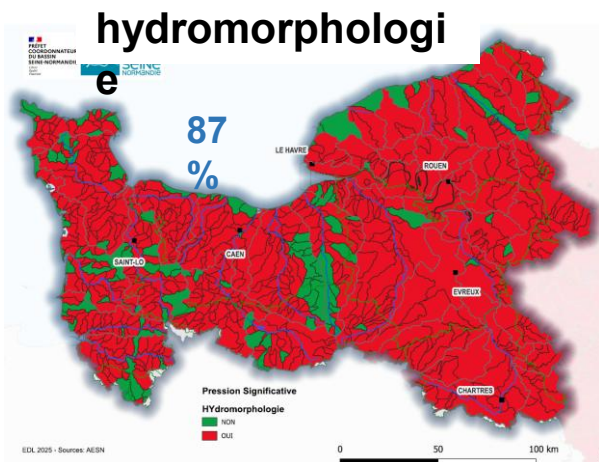 hydromorphologi
e
PRÉFET
COORDONNATEUR
DU BASSIN
SEINE-NORMANDIE
SEINE
NORMANDIE
87
%
LE HAVRE
ROUEN
SAINT-LO
CAEN
EVREUX
CHARTRES
Pression Significative
HYdromorphologie
NON
OUI
EDL 2025 - Sources: AESN
0 50 100 km